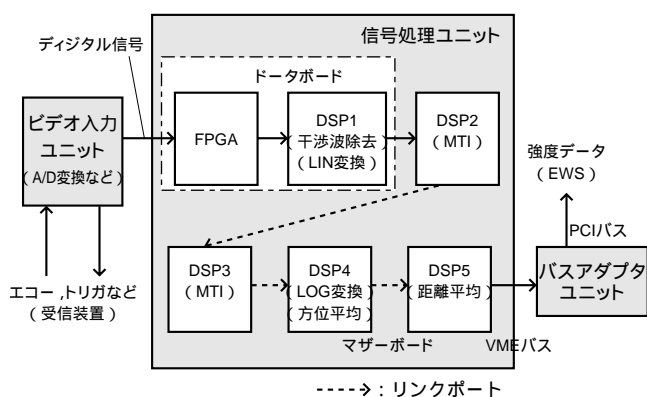 ディジタル信号
信号処理ユニット
ドータボード
ビデオ入力
ユニット
（A/D変換など）
FPGA
DSP1
（干渉波除去）
（LIN変換）
DSP2
（MTI）
強度データ
（EWS）
PCIバス
エコー,トリガなど
（受信装置）
DSP3
（MTI）
DSP4
（LOG変換）
（方位平均）
DSP5
（距離平均）
バスアダプタ
ユニット
マザーボード
VMEバス
：リンクポート